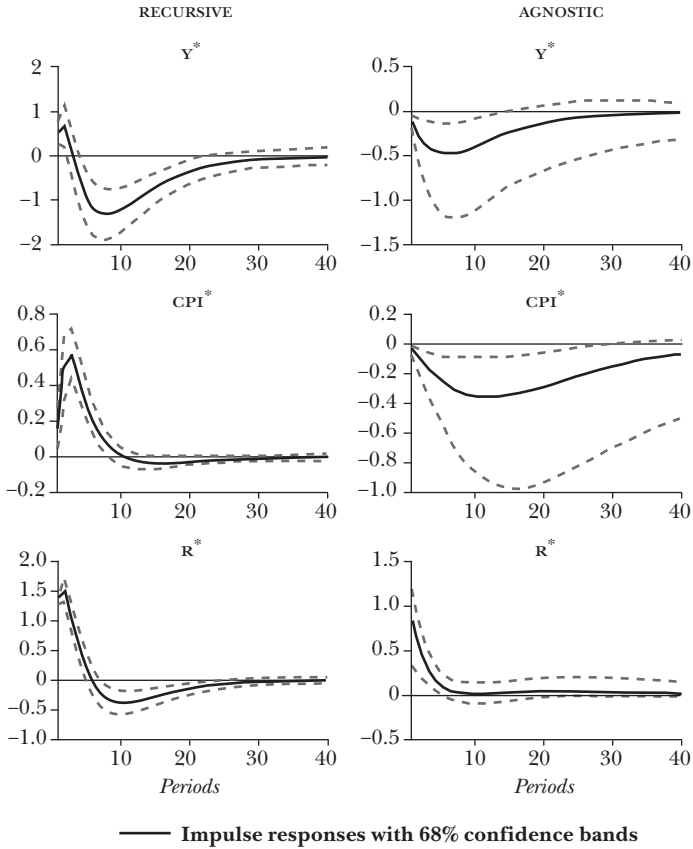 RECURSIVE AGNOSTIC
Y* Y*
2 0.5
1 0
0 −0.5
−1 −1.0
−2 −1.5
10 20 30 40 10 20 30 40
CPI* CPI*
0.8 0.2
0.6 0
0.4 −0.2
0.2 −0.4
0 −0.6
−0.2 −0.8
−1.0
10 20 30 40 10 20 30 40
R* R*
2.0 1.5
1.5 1.0
1.0 0.5
0.5 0
0 −0.5
−0.5
−1.0
10 20 30 40 10 20 30 40
Periods Periods
Impulse responses with 68% confidence bands